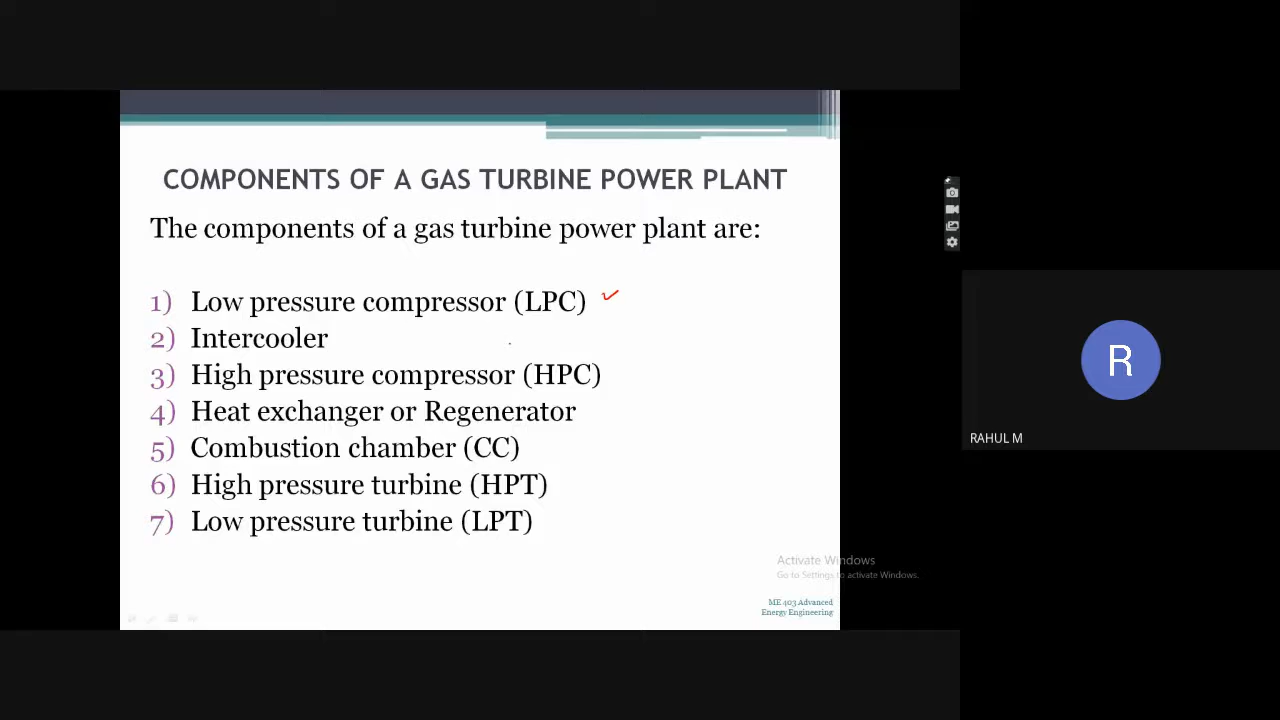 COMPONENTS OF A GAS TURBINE POWER PLANT
The components of a gas turbine power plant are:
1) Low pressure compressor (LPC)
2) Intercooler
3) High pressure compressor (HPC)
4) Heat exchanger or Regenerator
5) Combustion chamber (CC)
6) High pressure turbine (HPT)
7) Low pressure turbine (LPT)
Activate Windows
Go to Settings to activate Windows.
ME 403 Advanced
Energy Engineering
R
RAHUL M